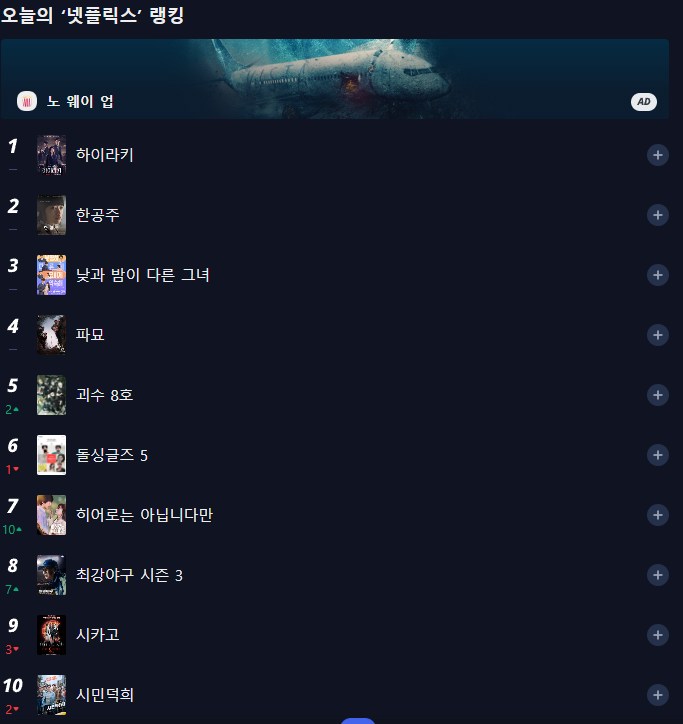 오늘의 ‘넷플릭스’ 랭킹
노 웨이 업
AD
1
하이라키
2
한공주
3
낮과 밤이 다른 그녀
4
파묘
5
괴수 8호
2
6
돌싱글즈 5
1
7
히어로는 아닙니다만
10
8
최강야구 시즌 3
7
9
시카고
3
10
시민덕희
2